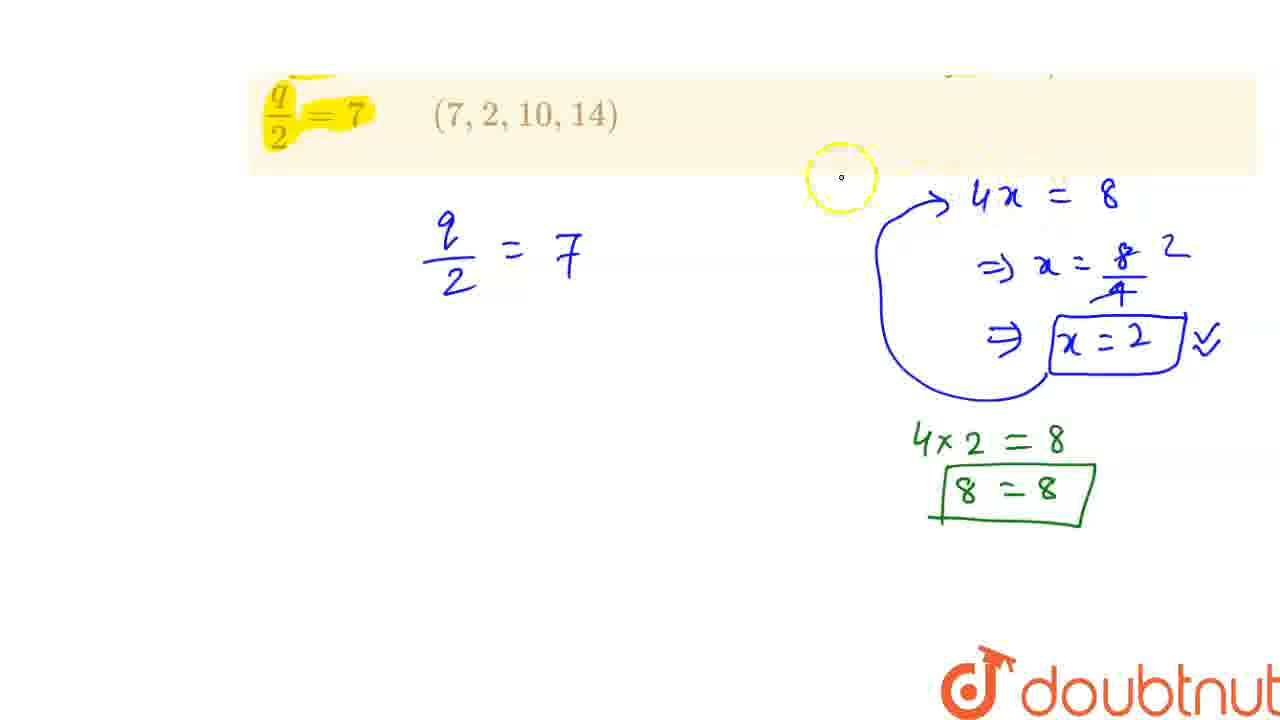 q/2 = 7 (7, 2, 10, 14)
q/2 = 7
4x = 8
⇒ x = 8/4 2
⇒ x = 2
4 × 2 = 8
8 = 8
doubtnut